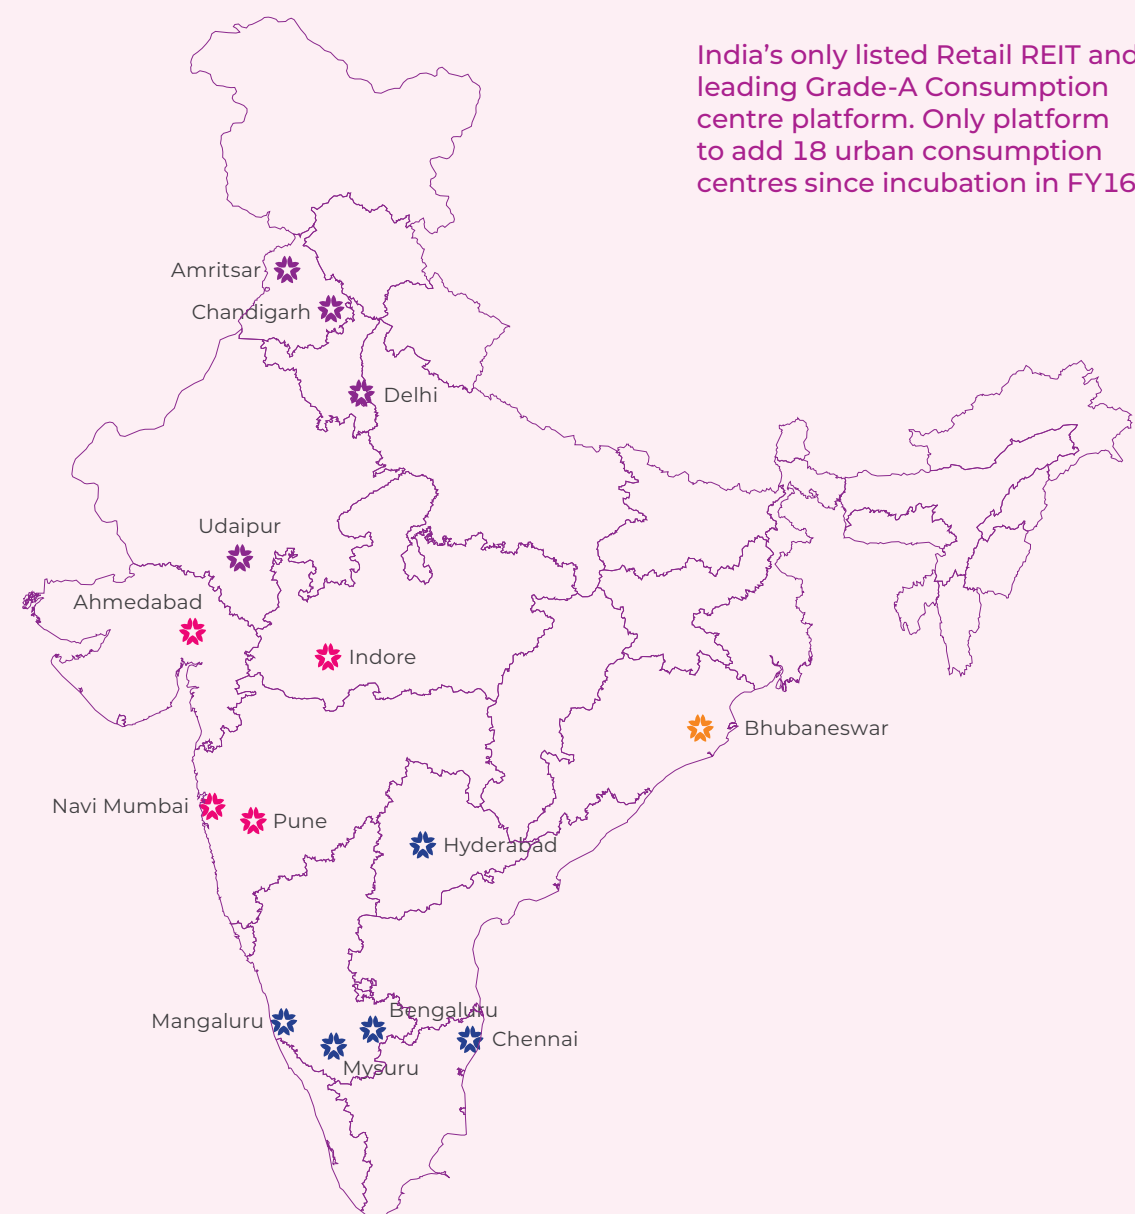 India’s only listed Retail REIT and
leading Grade-A Consumption
centre platform. Only platform
to add 18 urban consumption
centres since incubation in FY16
Amritsar
Chandigarh
Delhi
Udaipur
Ahmedabad
Indore
Bhubaneswar
Navi Mumbai
Pune
Hyderabad
Bengaluru
Mangaluru
Chennai
Mysuru